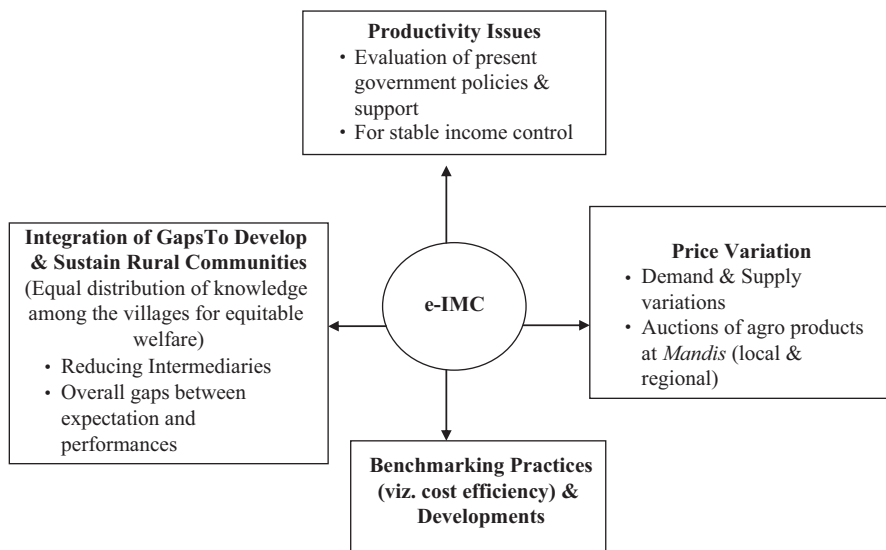 Productivity Issues
• Evaluation of present
government policies &
support
• For stable income control
Integration of GapsTo Develop
& Sustain Rural Communities
(Equal distribution of knowledge
among the villages for equitable
welfare)
• Reducing Intermediaries
• Overall gaps between
expectation and
performances
e-IMC
Price Variation
• Demand & Supply
variations
• Auctions of agro products
at Mandis (local &
regional)
Benchmarking Practices
(viz. cost efficiency) &
Developments